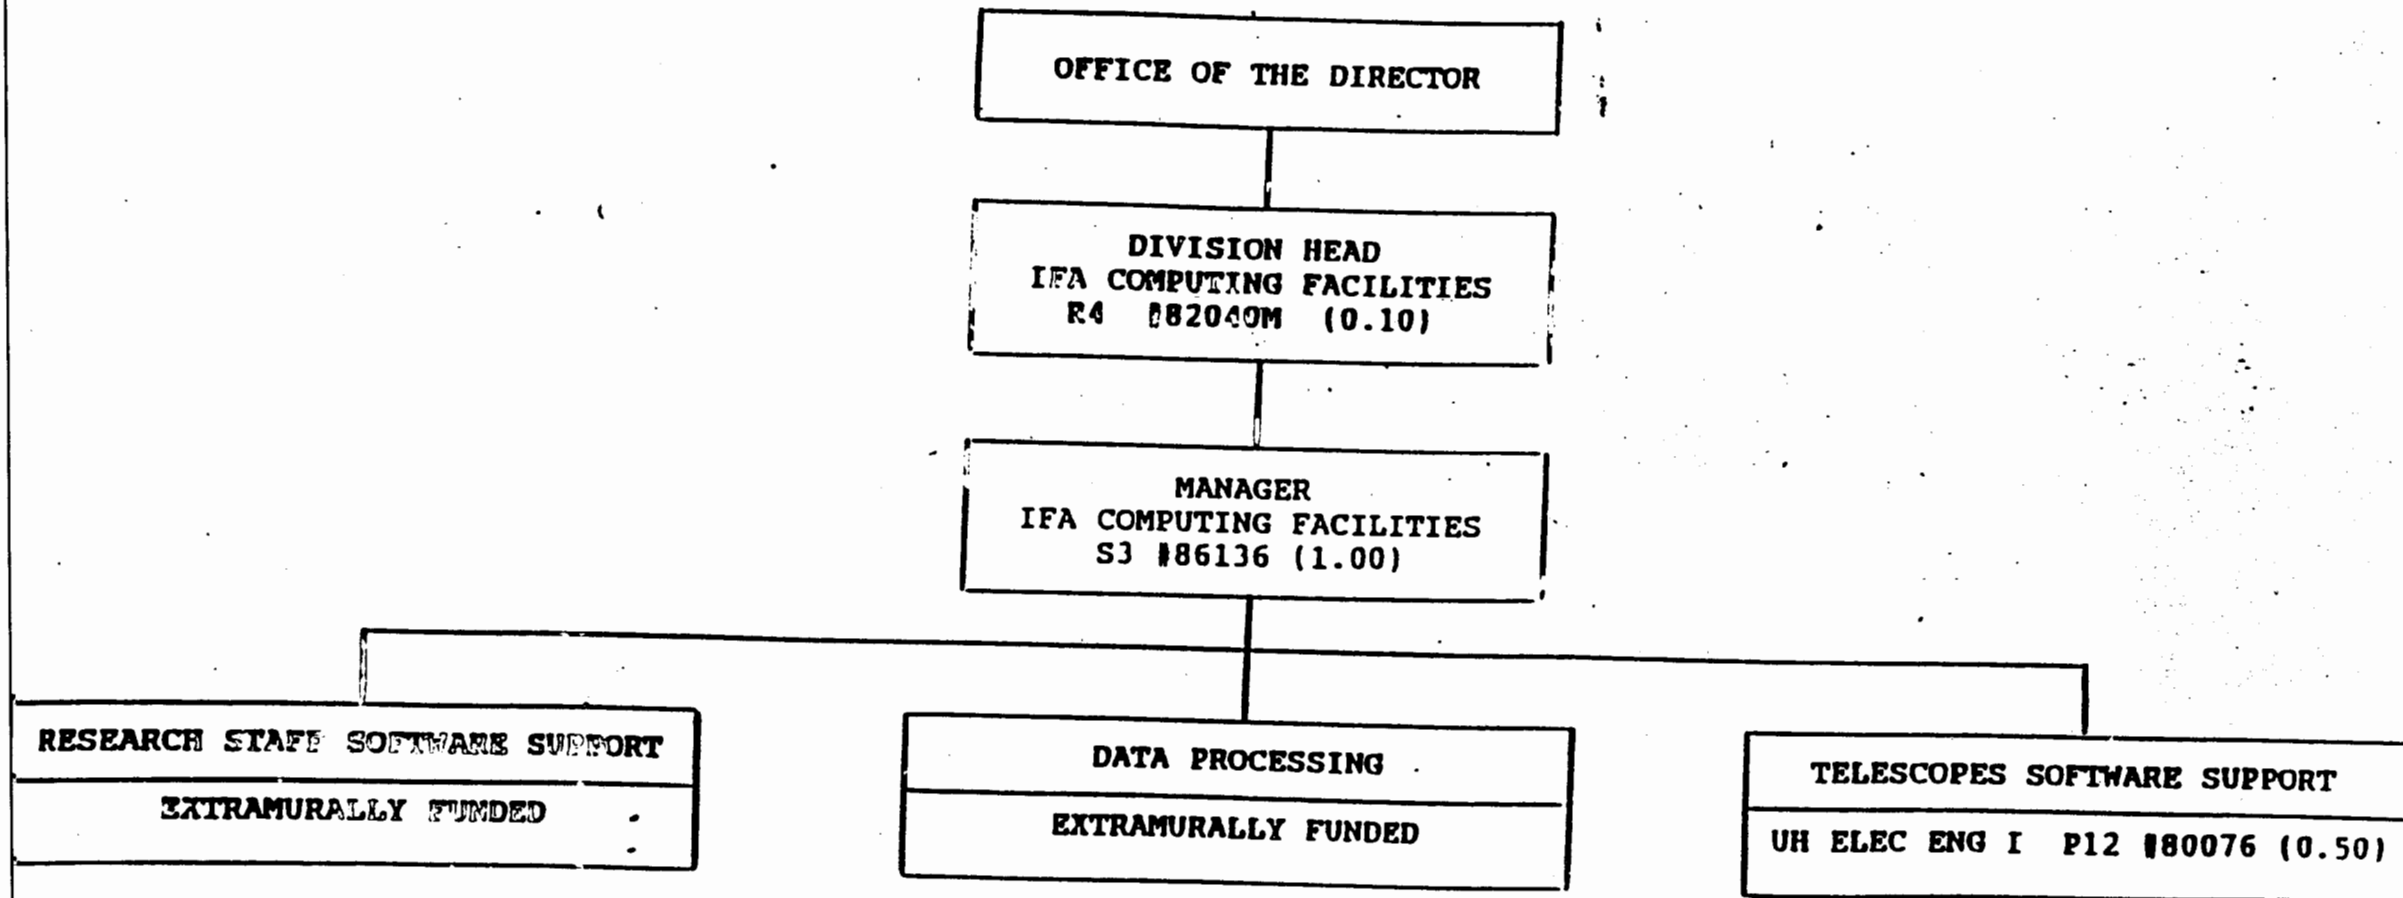 OFFICE OF THE DIRECTOR
DIVISION HEAD
IFA COMPUTING FACILITIES
R4 #82040M (0.10)
MANAGER
IFA COMPUTING FACILITIES
S3 #86136 (1.00)
RESEARCH STAFF SOFTWARE SUPPORT
EXTRAMURALLY FUNDED
DATA PROCESSING
EXTRAMURALLY FUNDED
TELESCOPES SOFTWARE SUPPORT
UH ELEC ENG I P12 #80076 (0.50)